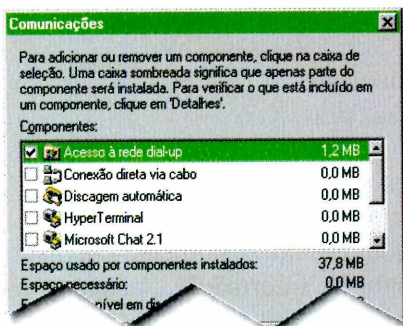 Comunicações
Para adicionar ou remover um componente, clique na caixa de
seleção. Uma caixa sombreada significa que apenas parte do
componente será instalada. Para verificar o que está incluído em
um componente, clique em 'Detalhes'.
Componentes:
Acesso à rede dial-up 1,2 MB
Conexão direta via cabo 0,0 MB
Discagem automática 0,0 MB
HyperTerminal 0,0 MB
Microsoft Chat 2.1 0,0 MB
Espaço usado por componentes instalados: 37,8 MB
Espaço necessário: 0,0 MB
em